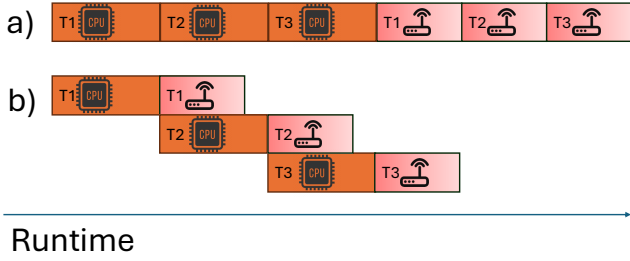 a) T1 CPU T2 CPU T3 CPU T1 T2 T3
b) T1 CPU T1
T2 CPU T2
T3 CPU T3
Runtime